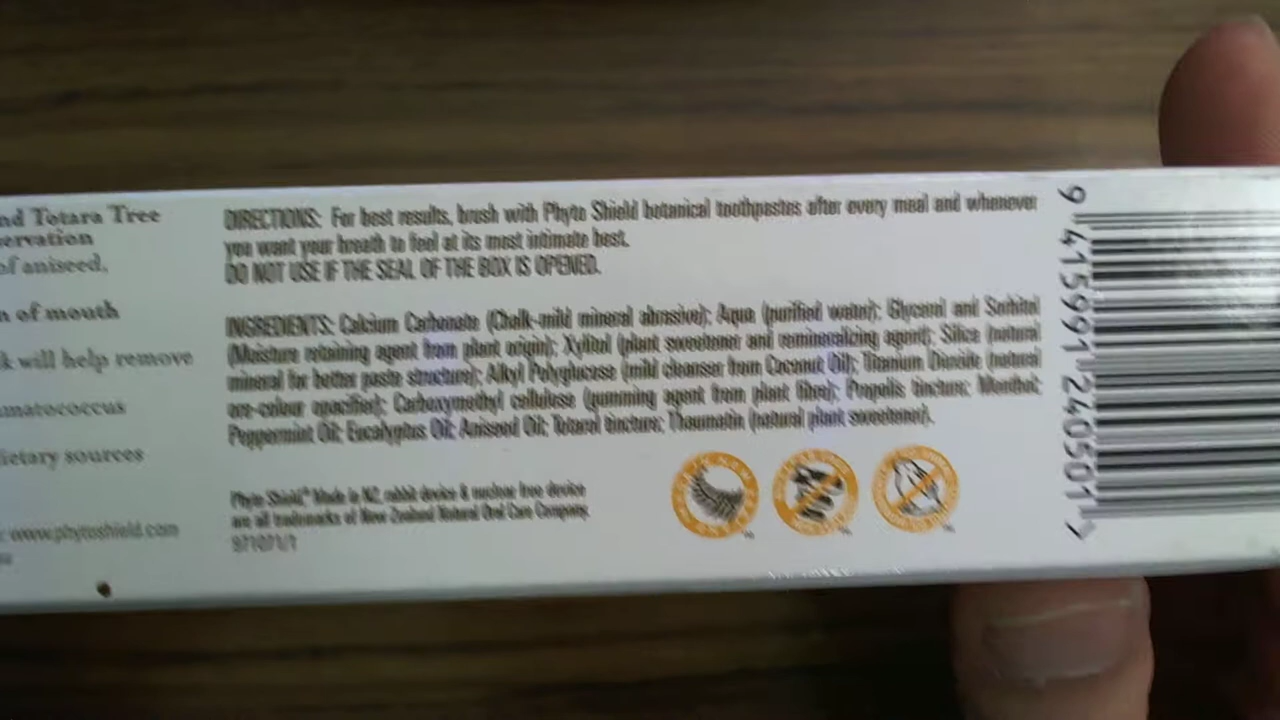 nd Totara Tree
ervation
of aniseed,
n of mouth
k will help remove
ietary sources
www.phytoshield.com
DIRECTIONS: For best results, brush with Phyto Shield botanical toothpastes after every meal and whenever
you want your breath to feel at its most intimate best.
DO NOT USE IF THE SEAL OF THE BOX IS OPENED.
INGREDIENTS: Calcium Carbonate (Chalk-mild mineral abrasive); Aqua (purified water); Glycerol and Sorbitol
(Moisture retaining agent from plant origin); Xylitol (plant sweetener and remineralizing agent); Silica (natural
mineral for better paste structure); Alkyl Polyglucose (mild cleanser from Coconut Oil); Titanium Dioxide (natural
ore-colour opacifier); Carboxymethyl cellulose (gumming agent from plant fibre); Propolis tincture; Menthol;
Peppermint Oil; Eucalyptus Oil; Aniseed Oil; Totarol tincture; Thaumatin (natural plant sweetener).
Phyto Shield® Made in NZ, rabbit device & nuclear free device
are all trademarks of New Zealand Natural Oral Care Company.
971071/1
9 415991 240501